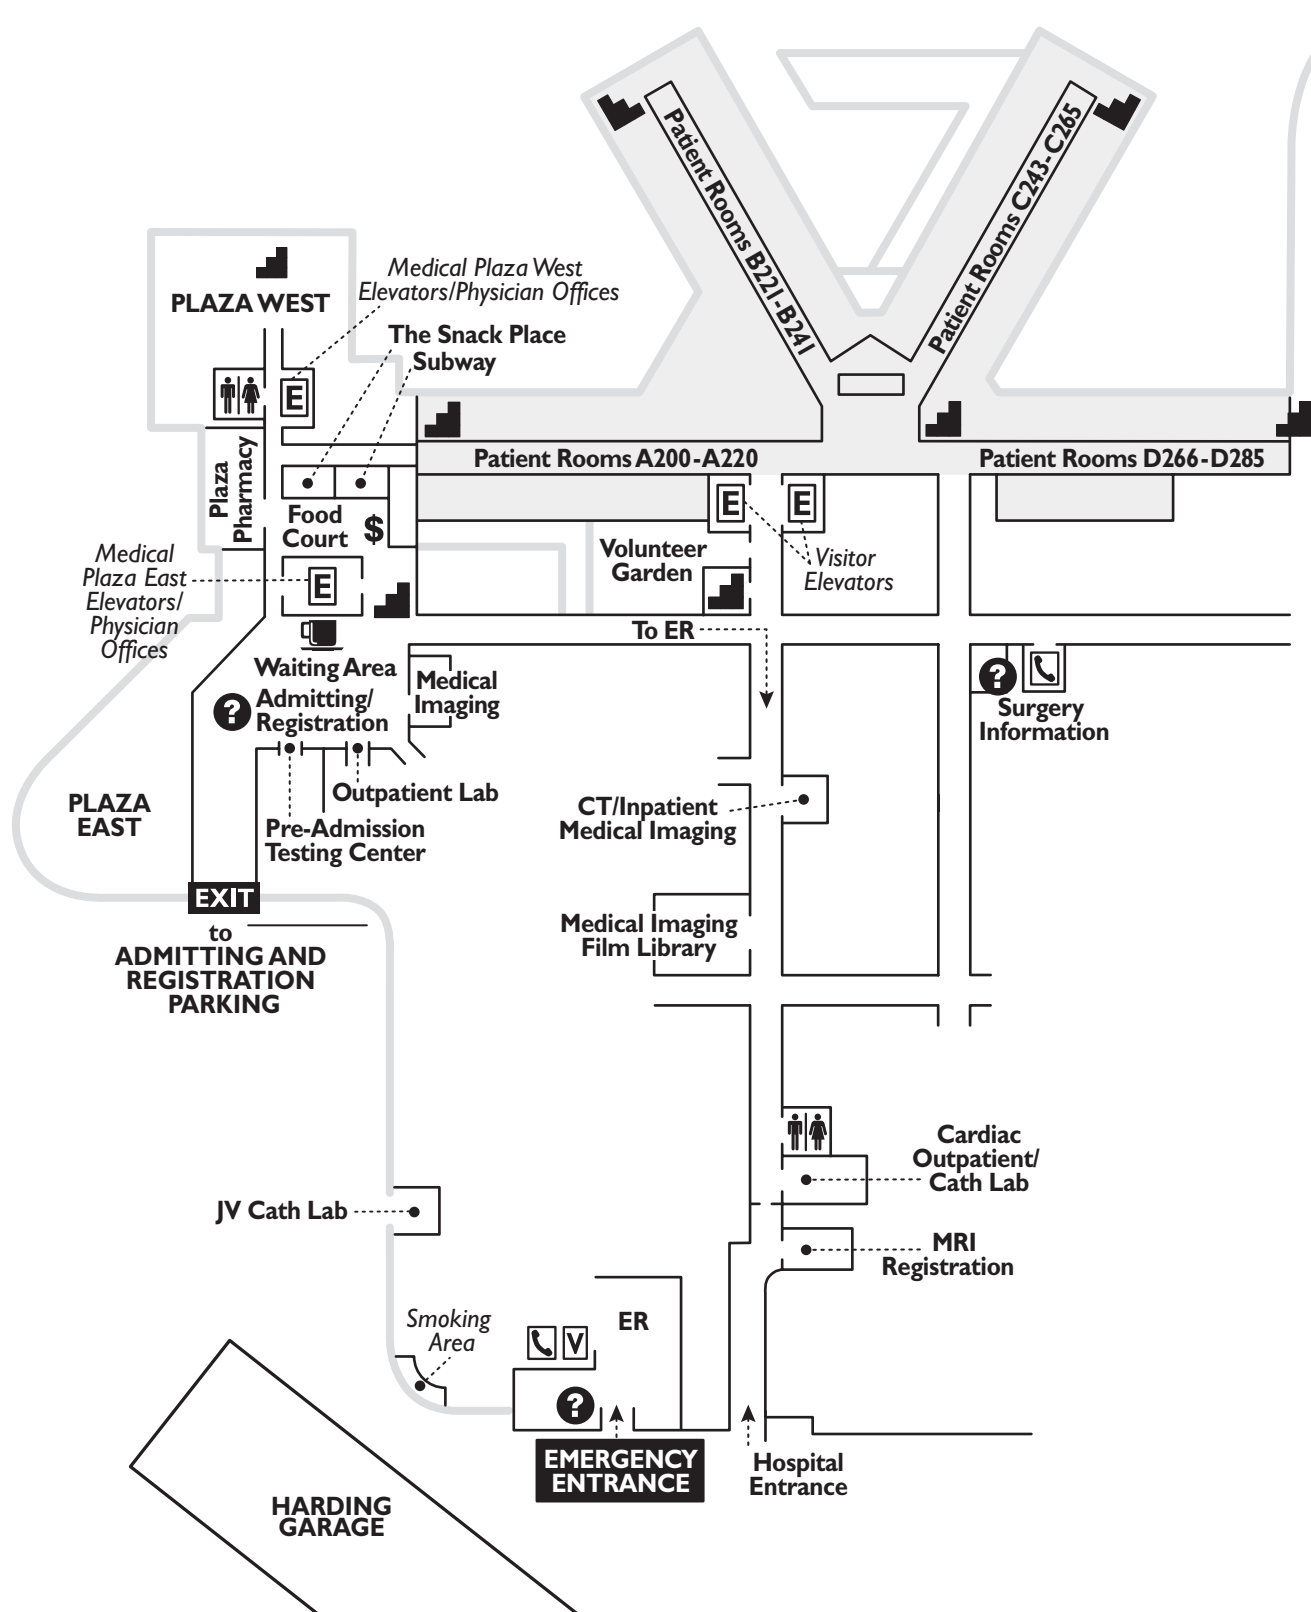 Patient Rooms B221-B241
Patient Rooms C243-C265
PLAZA WEST
Medical Plaza West
Elevators/Physician Offices
The Snack Place
Subway
E
Patient Rooms A200-A220
Patient Rooms D266-D285
Plaza
Pharmacy
Food
Court
$
E
E
Volunteer
Garden
Visitor
Elevators
Medical
Plaza East
Elevators/
Physician
Offices
E
To ER
Waiting Area
?
Admitting/
Registration
Medical
Imaging
?
Surgery
Information
Outpatient Lab
PLAZA
EAST
Pre-Admission
Testing Center
CT/Inpatient
Medical Imaging
EXIT
to
ADMITTING AND
REGISTRATION
PARKING
Medical Imaging
Film Library
Cardiac
Outpatient/
Cath Lab
JV Cath Lab
MRI
Registration
Smoking
Area
V
ER
?
EMERGENCY
ENTRANCE
Hospital
Entrance
HARDING
GARAGE